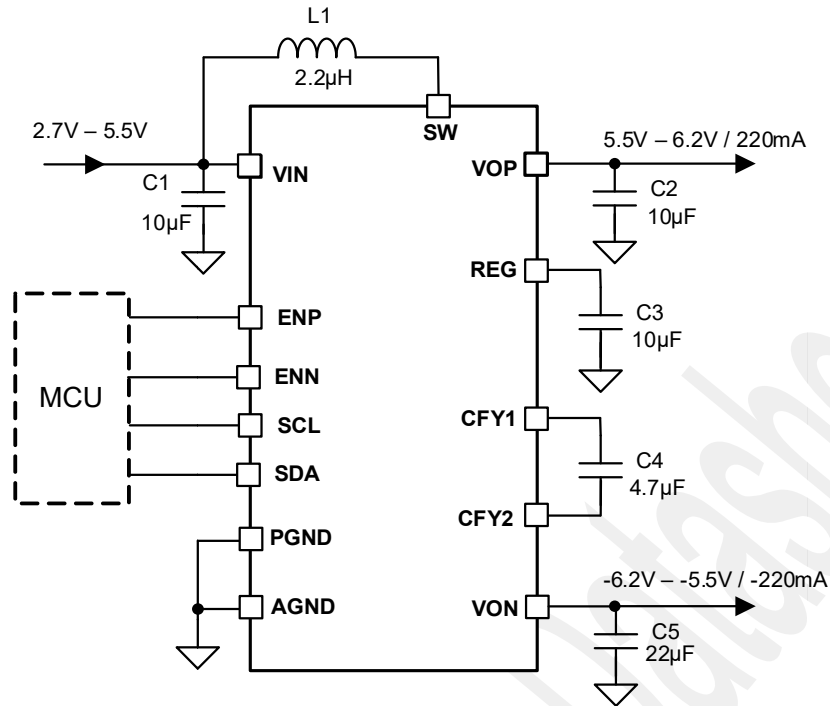 L1
2.2µH
2.7V – 5.5V
SW
5.5V – 6.2V / 220mA
VIN
VOP
C1
10µF
C2
10µF
REG
C3
10µF
MCU
ENP
ENN
SCL
SDA
CFY1
C4
4.7µF
CFY2
PGND
AGND
-6.2V – -5.5V / -220mA
VON
C5
22µF